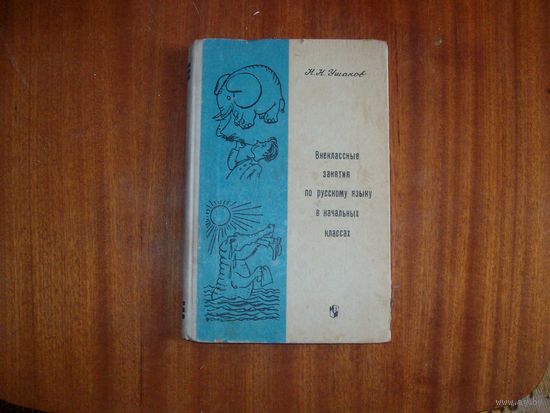 Н.Н. Ушаков
Внеклассные
занятия
по русскому языку
в начальных
классах